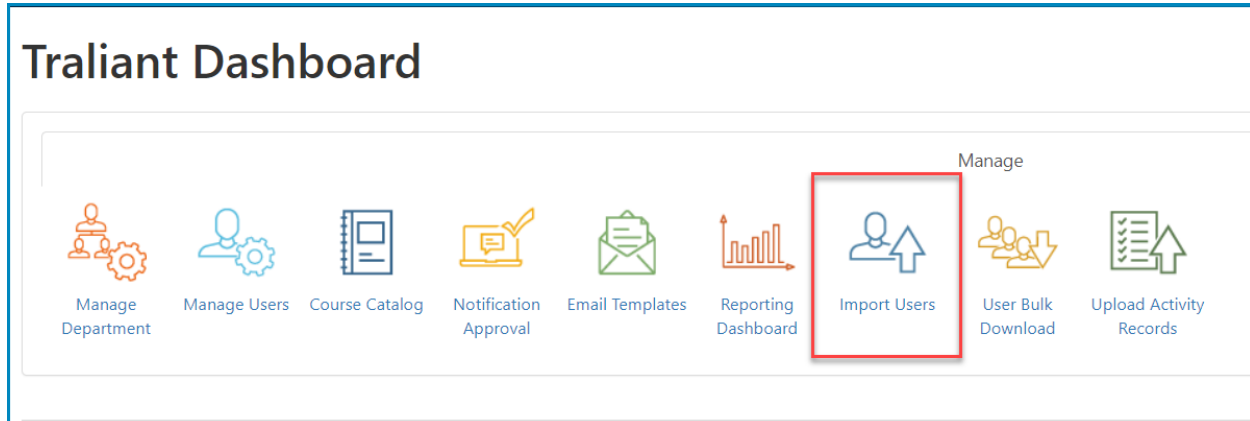 Traliant Dashboard
Manage
Manage
Department
Manage Users
Course Catalog
Notification
Approval
Email Templates
Reporting
Dashboard
Import Users
User Bulk
Download
Upload Activity
Records